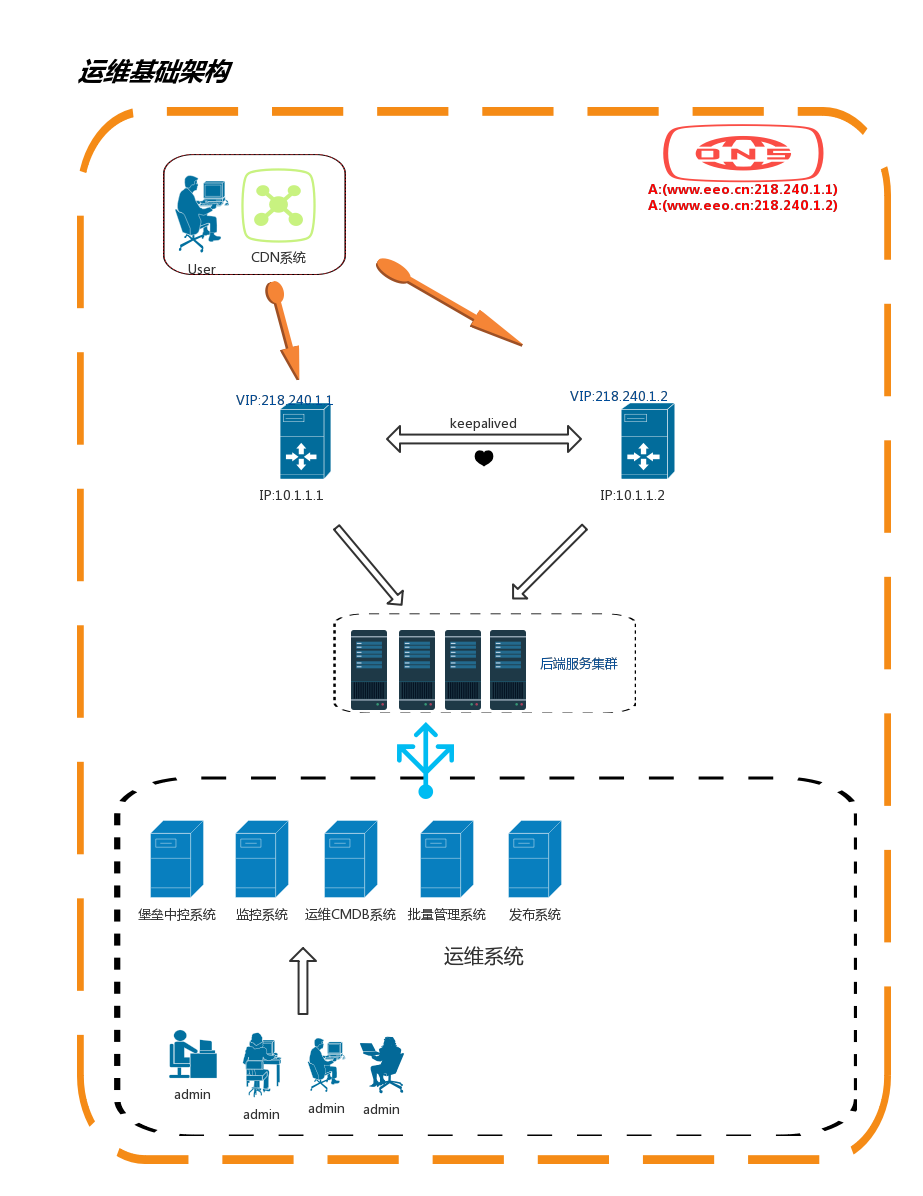 运维基础架构
DNS
A:(www.eeo.cn:218.240.1.1)
A:(www.eeo.cn:218.240.1.2)
User
CDN系统
VIP:218.240.1.1
VIP:218.240.1.2
keepalived
IP:10.1.1.1
IP:10.1.1.2
后端服务集群
堡垒中控系统
监控系统
运维CMDB系统
批量管理系统
发布系统
运维系统
admin
admin
admin
admin